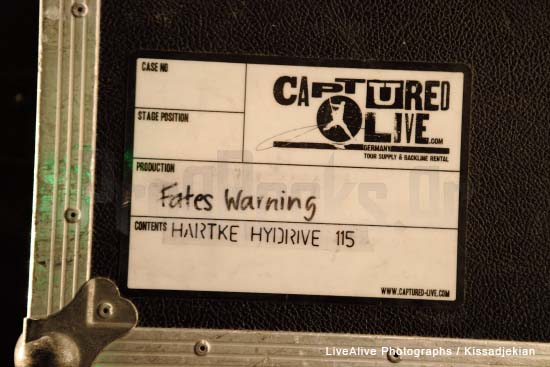 CASE NO
CAPTURED
LIVE.COM
GERMANY
TOUR SUPPLY & BACKLINE RENTAL
STAGE POSITION
PRODUCTION
Fates Warning
CONTENTS HARTKE HYDRIVE 115
WWW.CAPTURED-LIVE.COM
LiveAlive Photographs / Kissadjekian